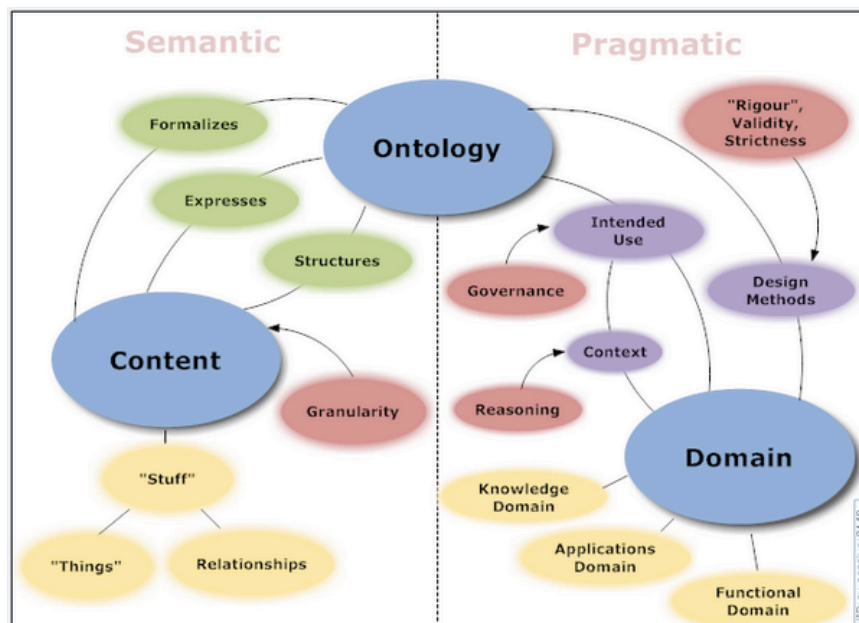 Semantic
Pragmatic
Formalizes
"Rigour",
Validity,
Strictness
Ontology
Expresses
Intended
Use
Structures
Governance
Design
Methods
Content
Context
Granularity
Reasoning
Domain
"Stuff"
Knowledge
Domain
"Things"
Relationships
Applications
Domain
Functional
Domain